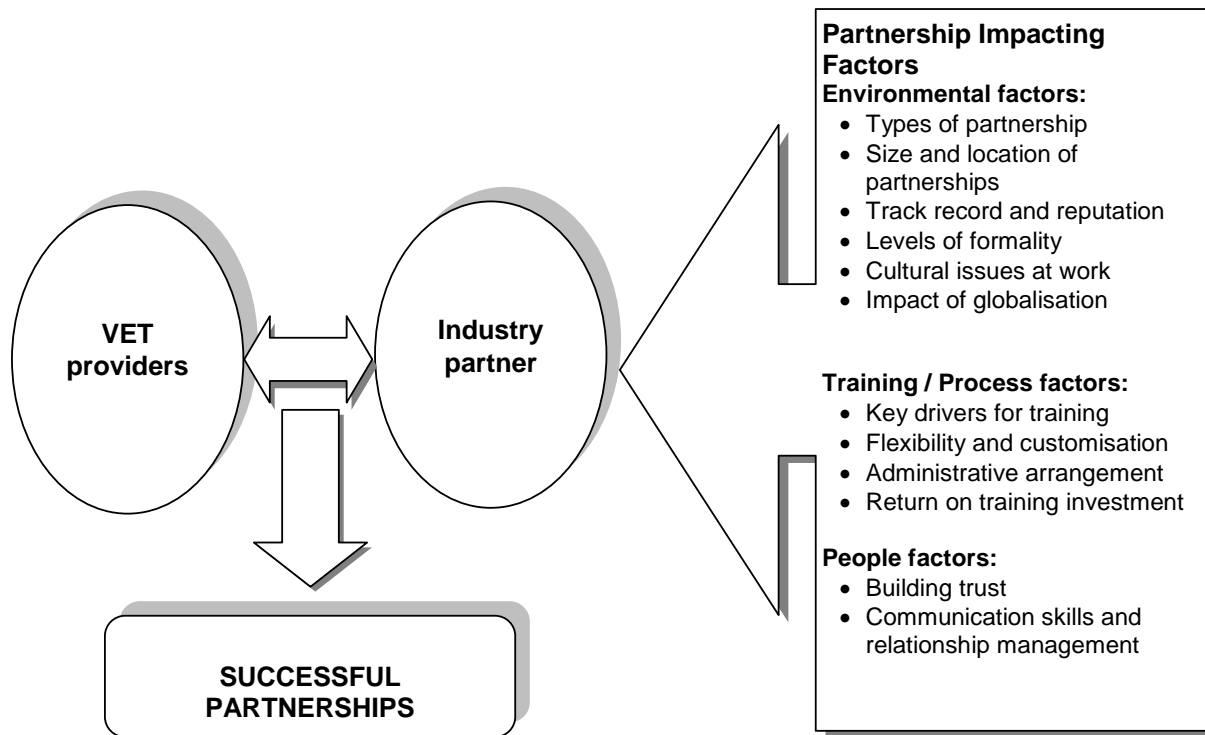 VET
providers
Industry
partner
SUCCESSFUL
PARTNERSHIPS
Partnership Impacting
Factors
Environmental factors:
• Types of partnership
• Size and location of
partnerships
• Track record and reputation
• Levels of formality
• Cultural issues at work
• Impact of globalisation
Training / Process factors:
• Key drivers for training
• Flexibility and customisation
• Administrative arrangement
• Return on training investment
People factors:
• Building trust
• Communication skills and
relationship management